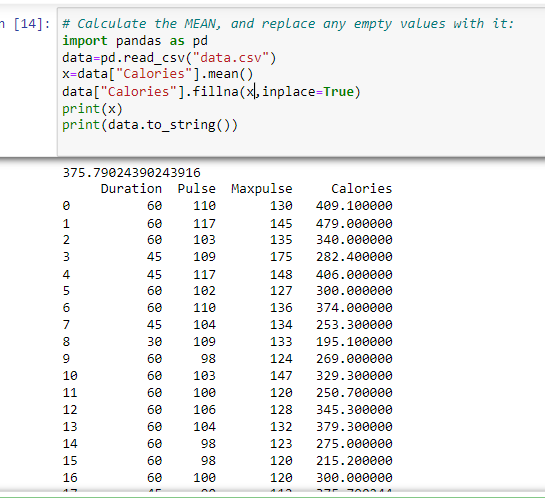 n [14]: # Calculate the MEAN, and replace any empty values with it:
import pandas as pd
data=pd.read_csv("data.csv")
x=data["Calories"].mean()
data["Calories"].fillna(x,inplace=True)
print(x)
print(data.to_string())
375.79024390243916
Duration Pulse Maxpulse Calories
0 60 110 130 409.100000
1 60 117 145 479.000000
2 60 103 135 340.000000
3 45 109 175 282.400000
4 45 117 148 406.000000
5 60 102 127 300.000000
6 60 110 136 374.000000
7 45 104 134 253.300000
8 30 109 133 195.100000
9 60 98 124 269.000000
10 60 103 147 329.300000
11 60 100 120 250.700000
12 60 106 128 345.300000
13 60 104 132 379.300000
14 60 98 123 275.000000
15 60 98 120 215.200000
16 60 100 120 300.000000